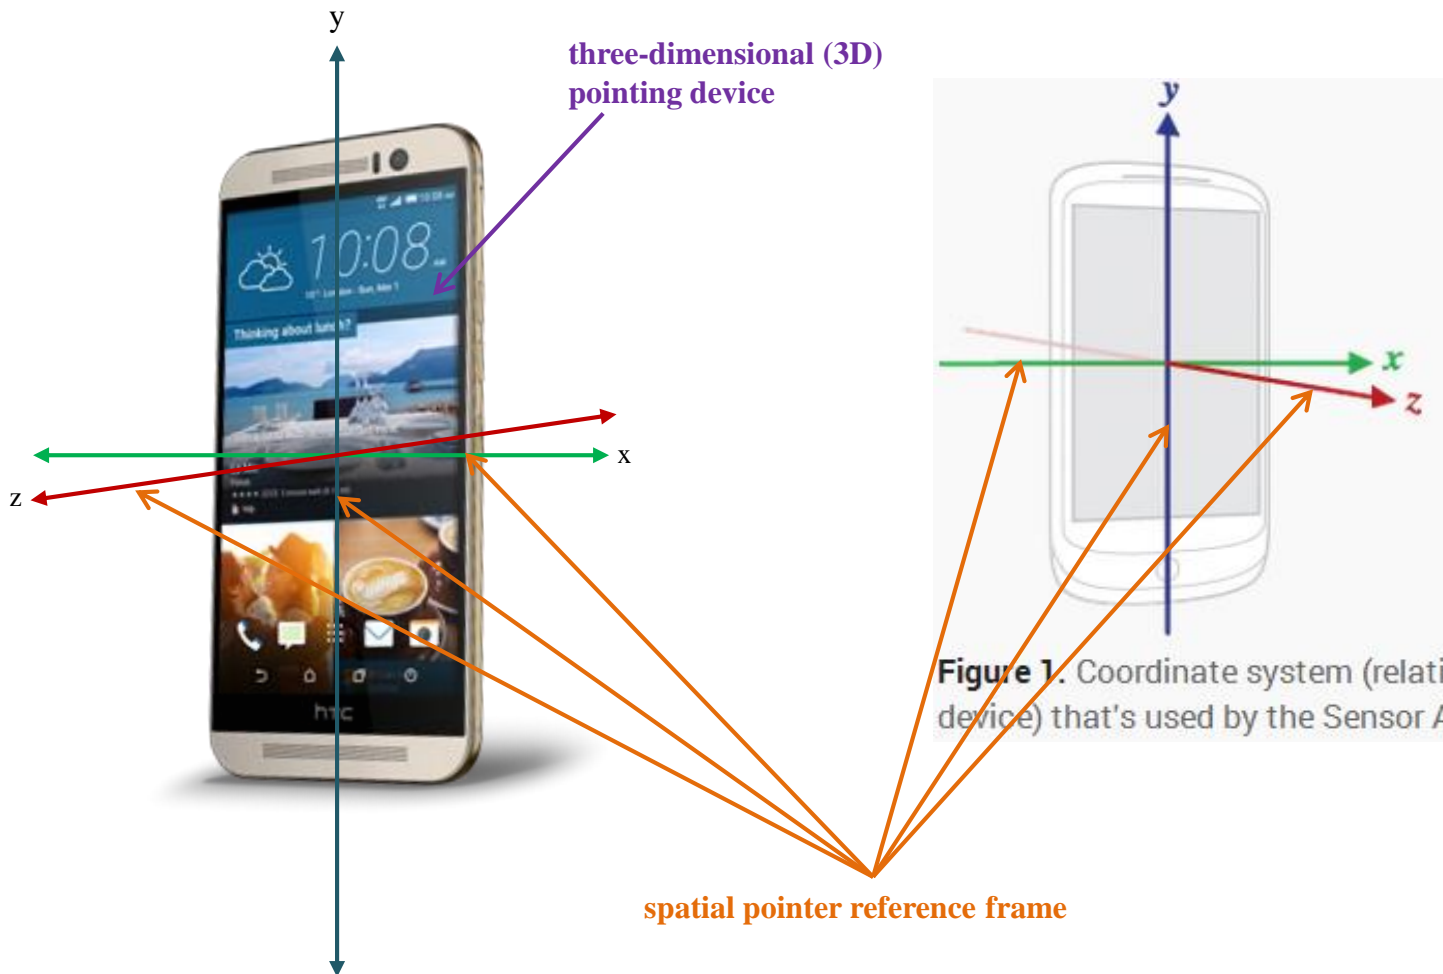 y
three-dimensional (3D)
pointing device
10:08
Thinking about lunch?
x
z
htc
y
x
z
Figure 1. Coordinate system (relati
device) that's used by the Sensor A
spatial pointer reference frame